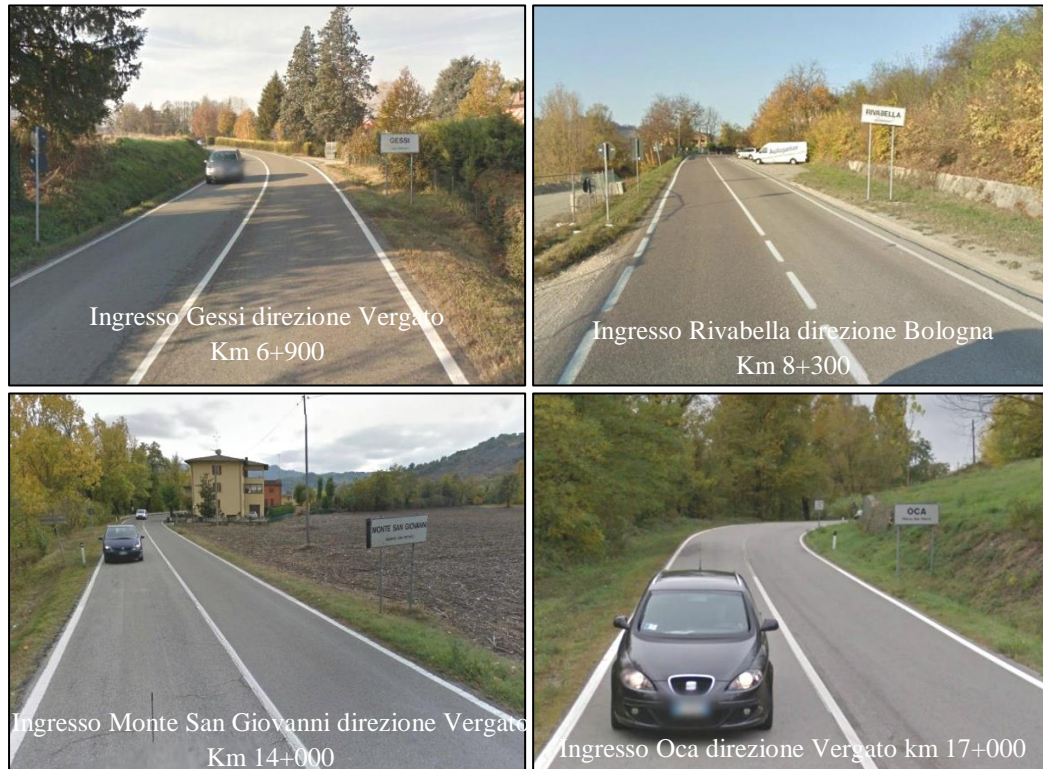 GESSI
Ingresso Gessi direzione Vergato
Km 6+900
RIVABELLA
Ingresso Rivabella direzione Bologna
Km 8+300
MONTE SAN GIOVANNI
Ingresso Monte San Giovanni direzione Vergato
Km 14+000
OCA
Ingresso Oca direzione Vergato km 17+000